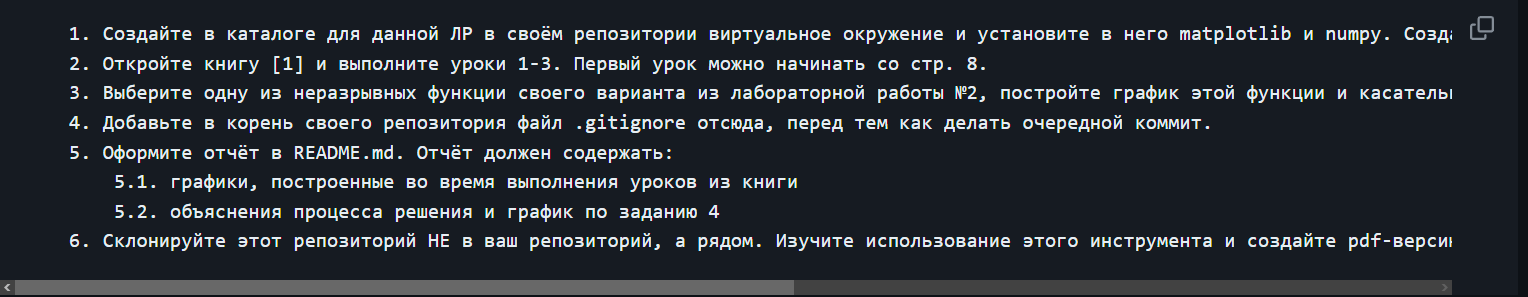 1. Создайте в каталоге для данной ЛР в своём репозитории виртуальное окружение и установите в него matplotlib и numpy.
2. Откройте книгу [1] и выполните уроки 1-3. Первый урок можно начинать со стр. 8.
3. Выберите одну из неразрывных функции своего варианта из лабораторной работы №2, постройте график этой функции и
4. Добавьте в корень своего репозитория файл .gitignore отсюда, перед тем как делать очередной коммит.
5. Оформите отчёт в README.md. Отчёт должен содержать:
5.1. графики, построенные во время выполнения уроков из книги
5.2. объяснения процесса решения и график по заданию 4
6. Склонируйте этот репозиторий НЕ в ваш репозиторий, а рядом. Изучите использование этого инструмента и создайте